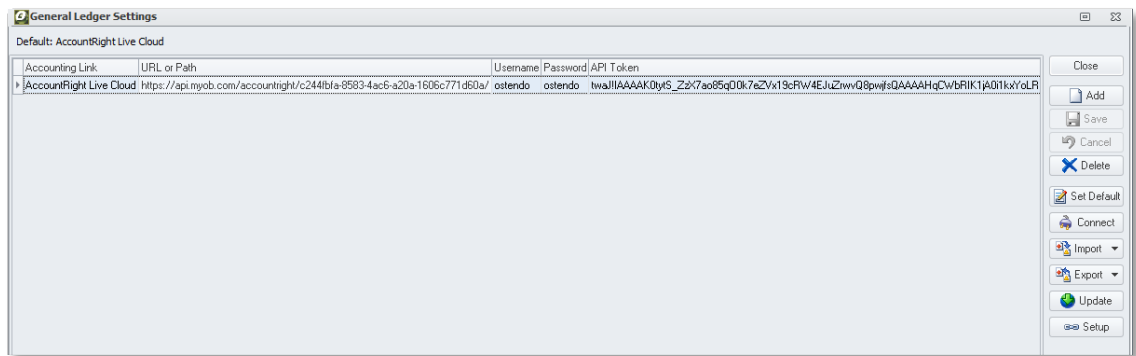 General Ledger Settings
Default: AccountRight Live Cloud
Accounting Link URL or Path Username Password API Token
AccountRight Live Cloud https://api.myob.com/accountright/c244fbfa-8583-4ac6-a20a-1606c771d60a/ ostendo ostendo
Close
Add
Save
Cancel
Delete
Set Default
Connect
Import
Export
Update
Setup